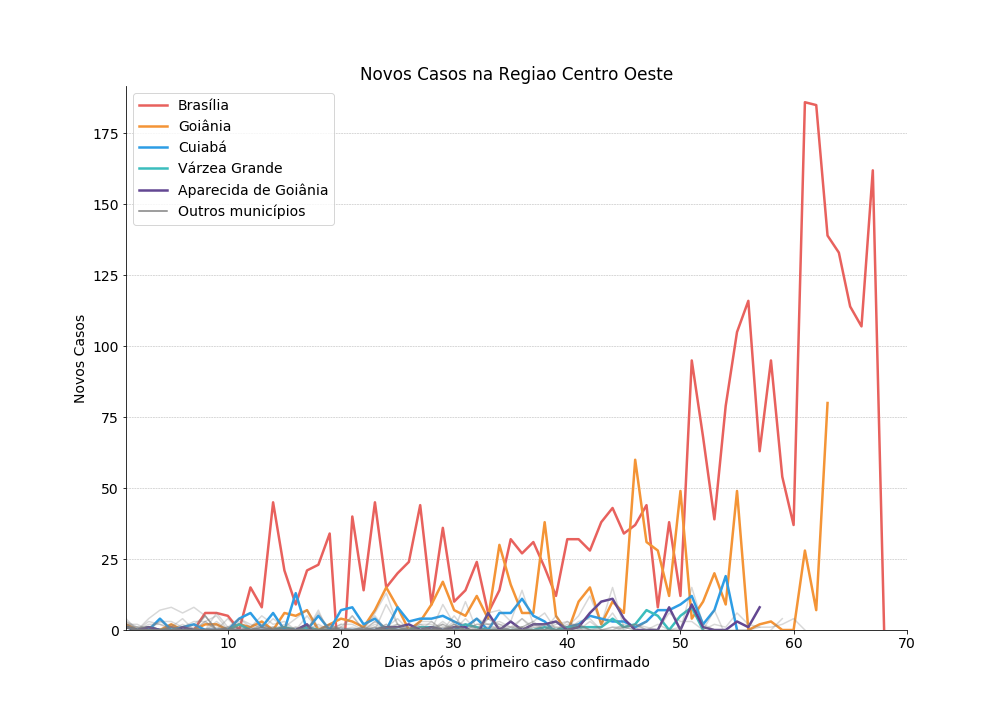 Novos Casos na Regiao Centro Oeste
Brasília
Goiânia
Cuiabá
Várzea Grande
Aparecida de Goiânia
Outros municípios
Novos Casos
175
150
125
100
75
50
25
0
10
20
30
40
50
60
70
Dias após o primeiro caso confirmado